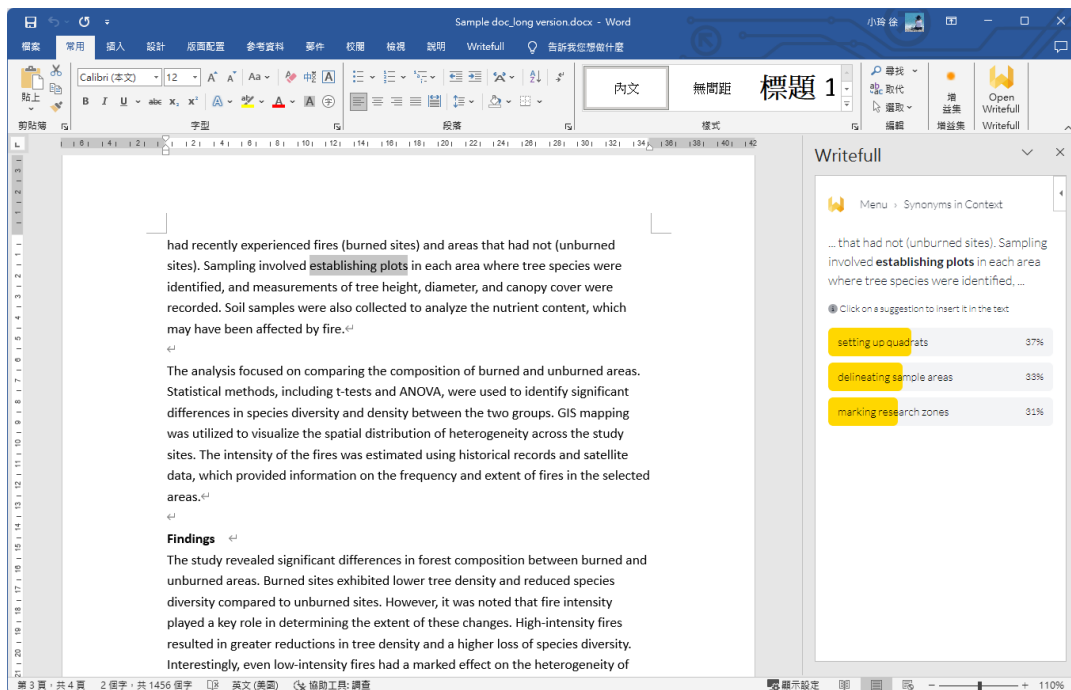 Sample doc_long version.docx - Word
小玲 徐
檔案 常用 插入 設計 版面配置 參考資料 郵件 校閱 檢視 說明 Writefull 告訴我您想做什麼
貼上
剪貼簿
Calibri (本文) 12
字型
段落
內文 無間距 標題 1
樣式
尋找
取代
選取
編輯
增益集
增益集
Open Writefull
Writefull
had recently experienced fires (burned sites) and areas that had not (unburned
sites). Sampling involved establishing plots in each area where tree species were
identified, and measurements of tree height, diameter, and canopy cover were
recorded. Soil samples were also collected to analyze the nutrient content, which
may have been affected by fire.
The analysis focused on comparing the composition of burned and unburned areas.
Statistical methods, including t-tests and ANOVA, were used to identify significant
differences in species diversity and density between the two groups. GIS mapping
was utilized to visualize the spatial distribution of heterogeneity across the study
sites. The intensity of the fires was estimated using historical records and satellite
data, which provided information on the frequency and extent of fires in the selected
areas.
Findings
The study revealed significant differences in forest composition between burned and
unburned areas. Burned sites exhibited lower tree density and reduced species
diversity compared to unburned sites. However, it was noted that fire intensity
played a key role in determining the extent of these changes. High-intensity fires
resulted in greater reductions in tree density and a higher loss of species diversity.
Interestingly, even low-intensity fires had a marked effect on the heterogeneity of
Writefull
Menu › Synonyms in Context
... that had not (unburned sites). Sampling
involved establishing plots in each area
where tree species were identified, ...
Click on a suggestion to insert it in the text
setting up quadrats 37%
delineating sample areas 33%
marking research zones 31%
第 3 頁，共 4 頁 2 個字，共 1456 個字 英文 (美國) 協助工具: 調查 顯示設定 110%